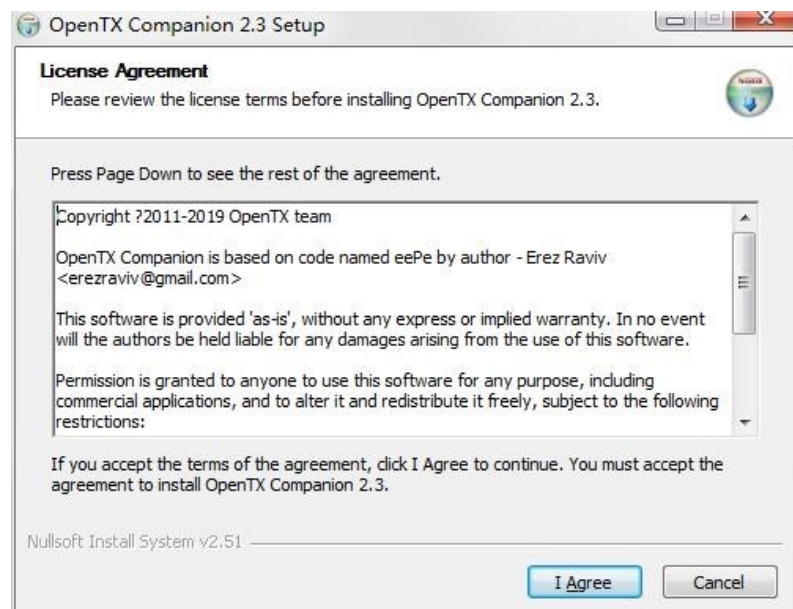 OpenTX Companion 2.3 Setup
License Agreement
Please review the license terms before installing OpenTX Companion 2.3.
Press Page Down to see the rest of the agreement.
Copyright ?2011-2019 OpenTX team
OpenTX Companion is based on code named eePe by author - Erez Raviv
<erezraviv@gmail.com>
This software is provided 'as-is', without any express or implied warranty. In no event
will the authors be held liable for any damages arising from the use of this software.
Permission is granted to anyone to use this software for any purpose, including
commercial applications, and to alter it and redistribute it freely, subject to the following
restrictions:
If you accept the terms of the agreement, click I Agree to continue. You must accept the
agreement to install OpenTX Companion 2.3.
Nullsoft Install System v2.51
I Agree
Cancel